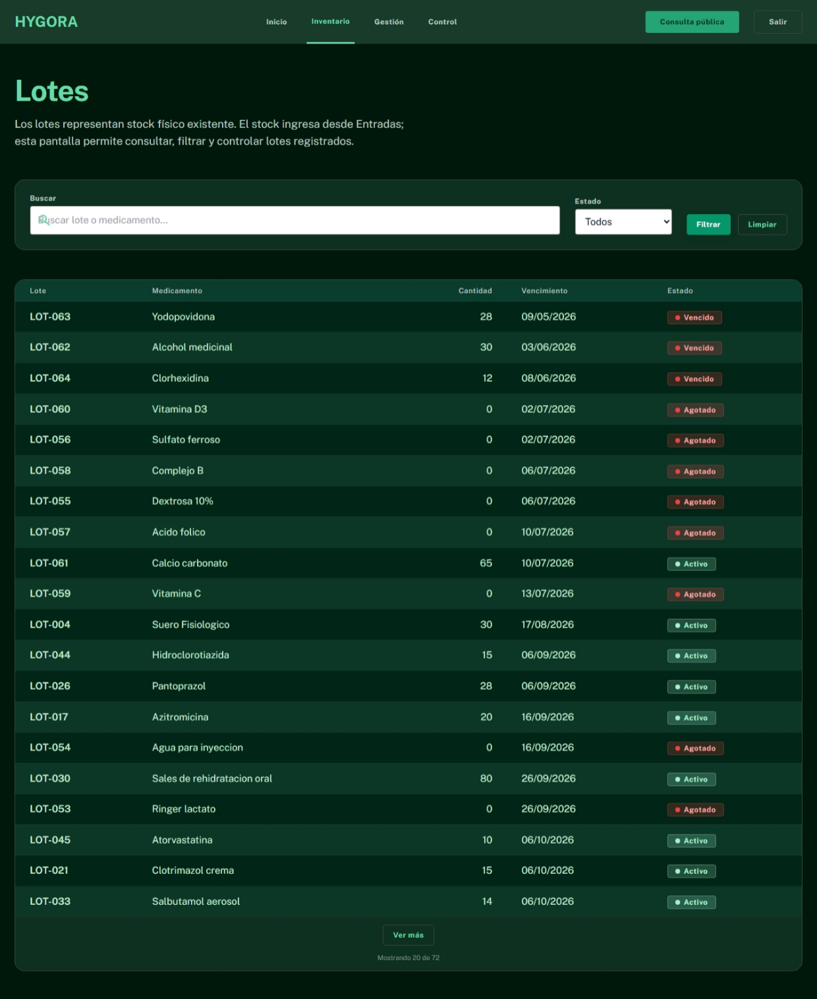 HYGORA
Inicio Inventario Gestión Control Consulta pública Salir
Lotes
Los lotes representan stock físico existente. El stock ingresa desde Entradas;
esta pantalla permite consultar, filtrar y controlar lotes registrados.
Buscar Estado
Buscar lote o medicamento... Todos Filtrar Limpiar
Lote Medicamento Cantidad Vencimiento Estado
LOT-063 Yodopovidona 28 09/05/2026 Vencido
LOT-062 Alcohol medicinal 30 03/06/2026 Vencido
LOT-064 Clorhexidina 12 08/06/2026 Vencido
LOT-060 Vitamina D3 0 02/07/2026 Agotado
LOT-056 Sulfato ferroso 0 02/07/2026 Agotado
LOT-058 Complejo B 0 06/07/2026 Agotado
LOT-055 Dextrosa 10% 0 06/07/2026 Agotado
LOT-057 Acido folico 0 10/07/2026 Agotado
LOT-061 Calcio carbonato 65 10/07/2026 Activo
LOT-059 Vitamina C 0 13/07/2026 Agotado
LOT-004 Suero Fisiologico 30 17/08/2026 Activo
LOT-044 Hidroclorotiazida 15 06/09/2026 Activo
LOT-026 Pantoprazol 28 06/09/2026 Activo
LOT-017 Azitromicina 20 16/09/2026 Activo
LOT-054 Agua para inyeccion 0 16/09/2026 Agotado
LOT-030 Sales de rehidratacion oral 80 26/09/2026 Activo
LOT-053 Ringer lactato 0 26/09/2026 Agotado
LOT-045 Atorvastatina 10 06/10/2026 Activo
LOT-021 Clotrimazol crema 15 06/10/2026 Activo
LOT-033 Salbutamol aerosol 14 06/10/2026 Activo
Ver más
Mostrando 20 de 72